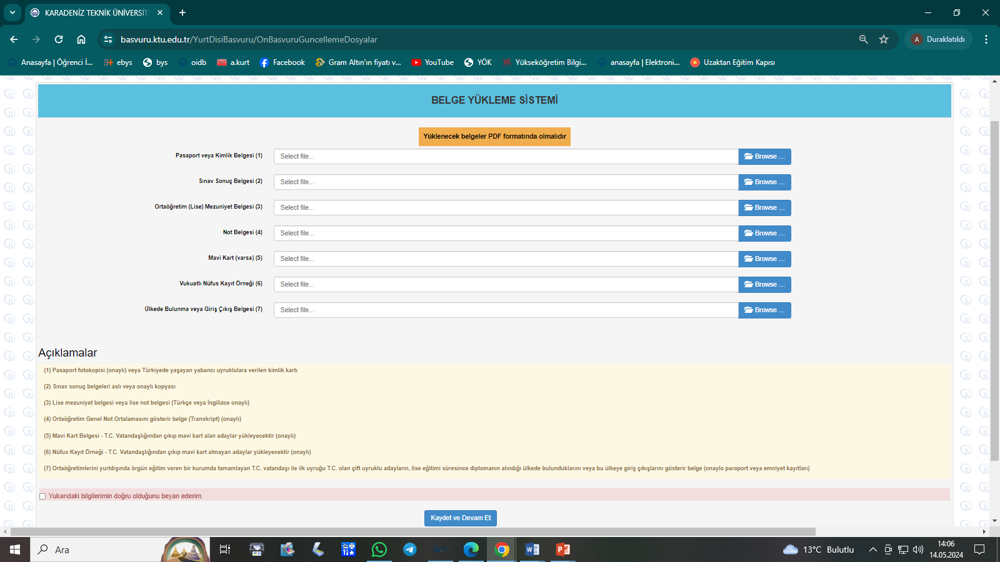 KARADENİZ TEKNİK ÜNİVERSİT
basvuru.ktu.edu.tr/YurtDisiBasvuru/OnBasvuruGuncellemeDosyalar
A Duraklatıldı
Anasayfa | Öğrenci İ... ebys bys oidb a.kurt Facebook Gram Altın'ın fiyatı v... YouTube YÖK Yükseköğretim Bilgi... anasayfa | Elektroni... Uzaktan Eğitim Kapısı
BELGE YÜKLEME SİSTEMİ
Yüklenecek belgeler PDF formatında olmalıdır
Pasaport veya Kimlik Belgesi (1) Select file... Browse ...
Sınav Sonuç Belgesi (2) Select file... Browse ...
Ortaöğretim (Lise) Mezuniyet Belgesi (3) Select file... Browse ...
Not Belgesi (4) Select file... Browse ...
Mavi Kart (varsa) (5) Select file... Browse ...
Vukuatlı Nüfus Kayıt Örneği (6) Select file... Browse ...
Ülkede Bulunma veya Giriş Çıkış Belgesi (7) Select file... Browse ...
Açıklamalar
(1) Pasaport fotokopisi (onaylı) veya Türkiyede yaşayan yabancı uyruklulara verilen kimlik kartı
(2) Sınav sonuç belgeleri aslı veya onaylı kopyası
(3) Lise mezuniyet belgesi veya lise not belgesi (Türkçe veya İngilizce onaylı)
(4) Ortaöğretim Genel Not Ortalamasını gösterir belge (Transkript) (onaylı)
(5) Mavi Kart Belgesi - T.C. Vatandaşlığından çıkıp mavi kart alan adaylar yükleyecektir (onaylı)
(6) Nüfus Kayıt Örneği - T.C. Vatandaşlığından çıkıp mavi kart almayan adaylar yükleyecektir (onaylı)
(7) Ortaöğretimlerini yurtdışında örgün eğitim veren bir kurumda tamamlayan T.C. vatandaşı ile ilk uyruğu T.C. olan çift uyruklu adayların, lise eğitimi süresince diplomanın alındığı ülkede bulunduklarını veya bu ülkeye giriş çıkışlarını gösterir belge (onaylo paraport veya emniyet kayıtları)
Yukarıdaki bilgilerimin doğru olduğunu beyan ederim.
Kaydet ve Devam Et
Ara
13°C Bulutlu
14:06
14.05.2024